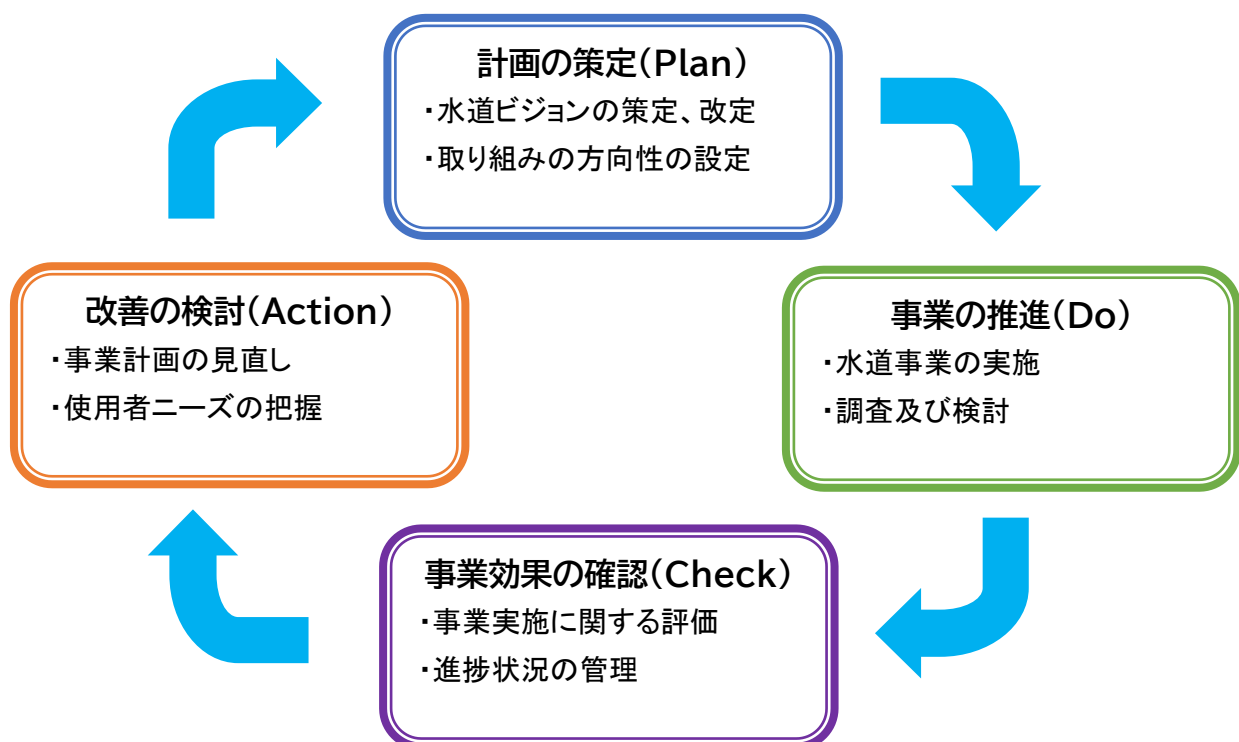 計画の策定(Plan)
・水道ビジョンの策定、改定
・取り組みの方向性の設定
改善の検討(Action)
・事業計画の見直し
・使用者ニーズの把握
事業の推進(Do)
・水道事業の実施
・調査及び検討
事業効果の確認(Check)
・事業実施に関する評価
・進捗状況の管理